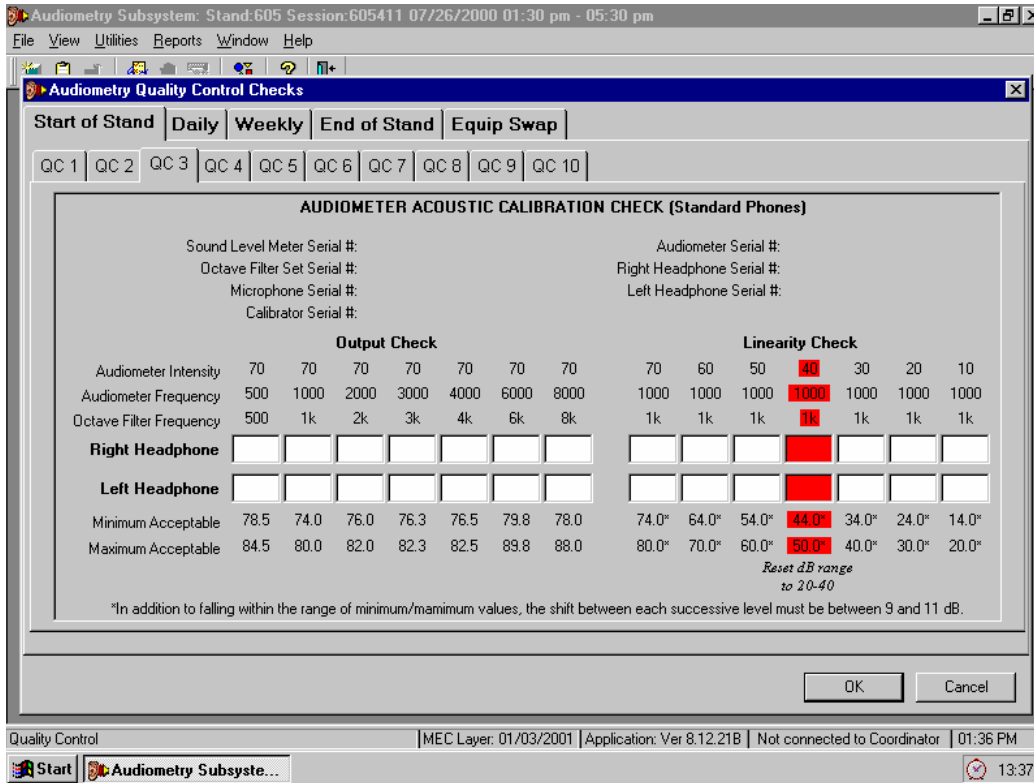 Audiometry Subsystem: Stand:605 Session:605411 07/26/2000 01:30 pm - 05:30 pm
File View Utilities Reports Window Help
Audiometry Quality Control Checks
Start of Stand Daily Weekly End of Stand Equip Swap
QC 1 QC 2 QC 3 QC 4 QC 5 QC 6 QC 7 QC 8 QC 9 QC 10
AUDIOMETER ACOUSTIC CALIBRATION CHECK (Standard Phones)
Sound Level Meter Serial #: Audiometer Serial #:
Octave Filter Set Serial #: Right Headphone Serial #:
Microphone Serial #: Left Headphone Serial #:
Calibrator Serial #:
Output Check Linearity Check
Audiometer Intensity 70 70 70 70 70 70 70 70 60 50 40 30 20 10
Audiometer Frequency 500 1000 2000 3000 4000 6000 8000 1000 1000 1000 1000 1000 1000 1000
Octave Filter Frequency 500 1k 2k 3k 4k 6k 8k 1k 1k 1k 1k 1k 1k 1k
Right Headphone
Left Headphone
Minimum Acceptable 78.5 74.0 76.0 76.3 76.5 79.8 78.0 74.0* 64.0* 54.0* 44.0* 34.0* 24.0* 14.0*
Maximum Acceptable 84.5 80.0 82.0 82.3 82.5 89.8 88.0 80.0* 70.0* 60.0* 50.0* 40.0* 30.0* 20.0*
Reset dB range
to 20-40
*In addition to falling within the range of minimum/mamimum values, the shift between each successive level must be between 9 and 11 dB.
OK Cancel
Quality Control MEC Layer: 01/03/2001 Application: Ver 8.12.21B Not connected to Coordinator 01:36 PM
Start Audiometry Subsyste... 13:37